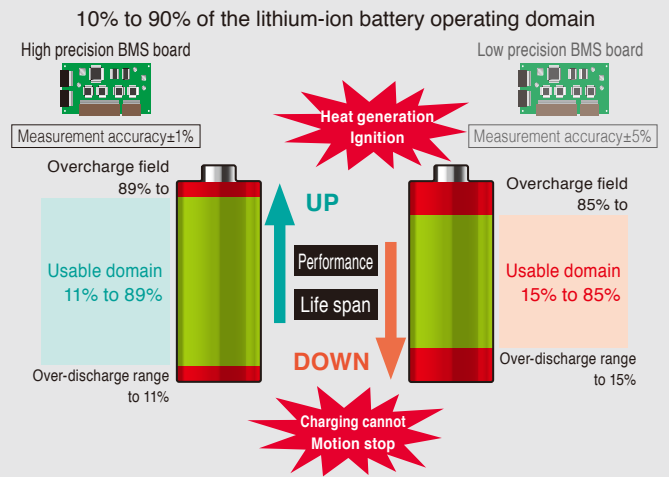 10% to 90% of the lithium-ion battery operating domain
High precision BMS board
Low precision BMS board
Measurement accuracy±1%
Heat generation
Ignition
Measurement accuracy±5%
Overcharge field
89% to
UP
Overcharge field
85% to
Usable domain
11% to 89%
Performance
Life span
Usable domain
15% to 85%
DOWN
Over-discharge range
to 11%
Over-discharge range
to 15%
Charging cannot
Motion stop